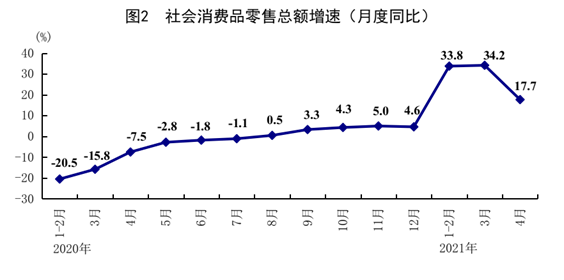 图2 社会消费品零售总额增速（月度同比）
(%)
40
30
20
10
0
-10
-20
-30
-20.5
-15.8
-7.5
-2.8
-1.8
-1.1
0.5
3.3
4.3
5.0
4.6
33.8
34.2
17.7
1-2月
3月
4月
5月
6月
7月
8月
9月
10月
11月
12月
1-2月
3月
4月
2020年
2021年